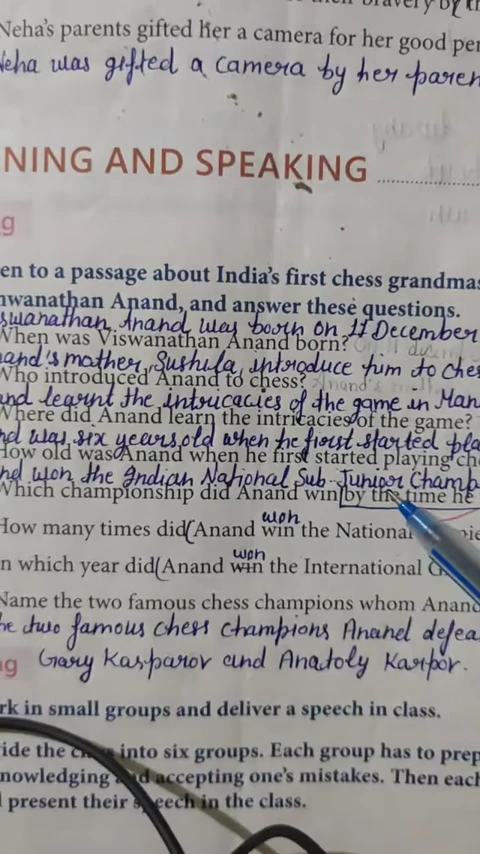 Neha's parents gifted her a camera for her good per
Neha was gifted a camera by her paren
NING AND SPEAKING
g
en to a passage about India's first chess grandmas
hwanathan Anand, and answer these questions.
swanathan Anand was born on 11 December
When was Viswanathan Anand born?
nand's mother, Sushila, introduce him to Ches
Who introduced Anand to chess? Anand's
and learnt the intricacies of the game in Man
Where did Anand learn the intricacies of the game?
nd was six years old when he first started pla
How old was Anand when he first started playing ch
nd won the Indian National Sub-Junior Champ
Which championship did Anand win by the time he
won
How many times did (Anand win the National
won
n which year did (Anand win the International
Name the two famous chess champions whom Anand
he two famous chess champions Anand defea
ng Gary Kasparov and Anatoly Karpov.
rk in small groups and deliver a speech in class.
ide the into six groups. Each group has to prep
nowledging and accepting one's mistakes. Then each
present their speech in the class.